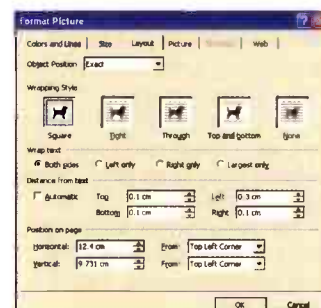 Format Picture
Colors and Lines Size Layout Picture Web
Object Position Exact
Wrapping Style
Square Tight Through Top and bottom None
Wrap text
Both sides Left only Right only Largest only
Distance from text
Automatic Top 0.1 cm Left 0.3 cm
Bottom 0.1 cm Right 0.1 cm
Position on page
Horizontal: 12.4 cm From: Top Left Corner
Vertical: 9.731 cm From: Top Left Corner
OK Cancel